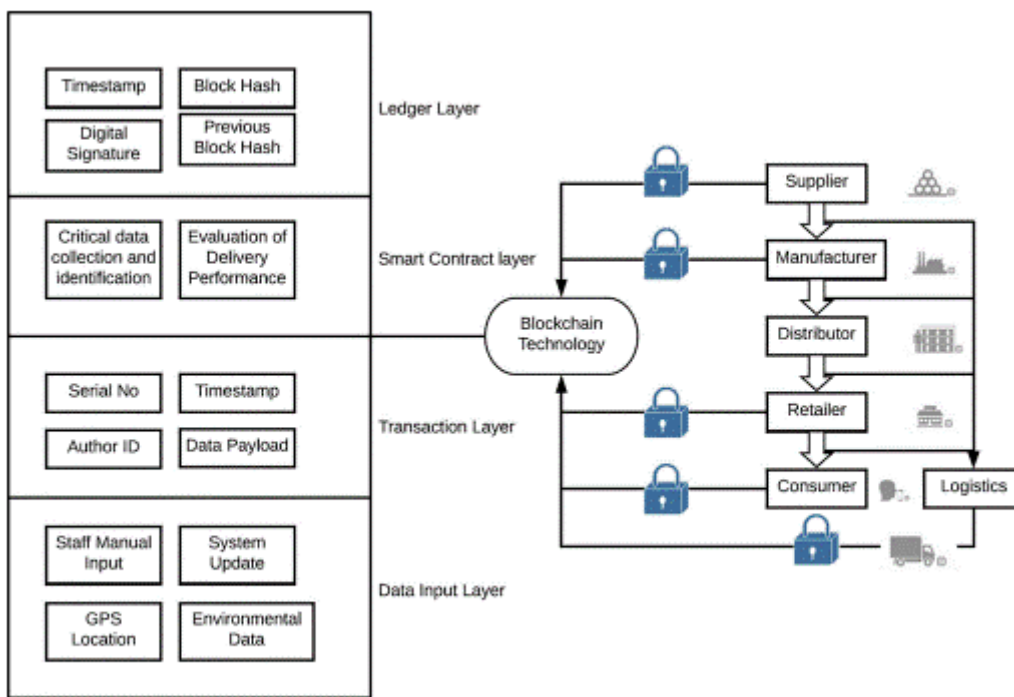 Timestamp
Block Hash
Digital
Signature
Previous
Block Hash
Ledger Layer
Critical data
collection and
identification
Evaluation of
Delivery
Performance
Smart Contract layer
Serial No
Timestamp
Author ID
Data Payload
Transaction Layer
Staff Manual
Input
System
Update
GPS
Location
Environmental
Data
Data Input Layer
Blockchain
Technology
Supplier
Manufacturer
Distributor
Retailer
Consumer
Logistics